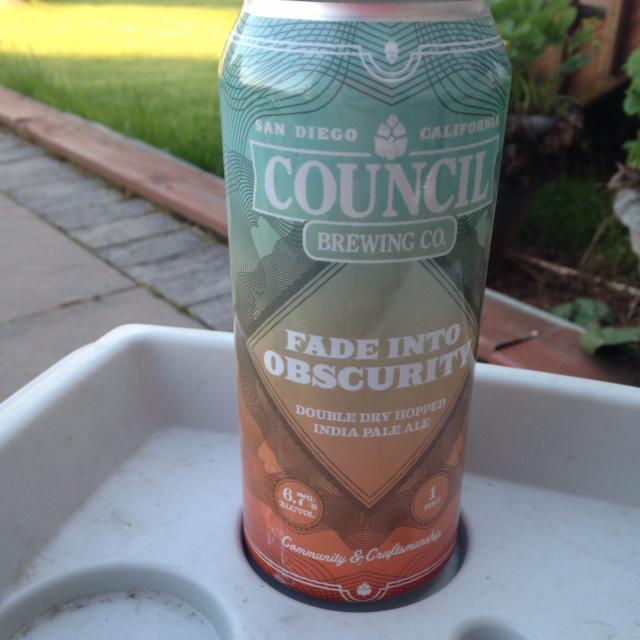 SAN DIEGO CALIFORNIA
COUNCIL
BREWING CO.
FADE INTO
OBSCURITY
DOUBLE DRY HOPPED
INDIA PALE ALE
6.7%
ALC/VOL
1
Community & Craftsmanship